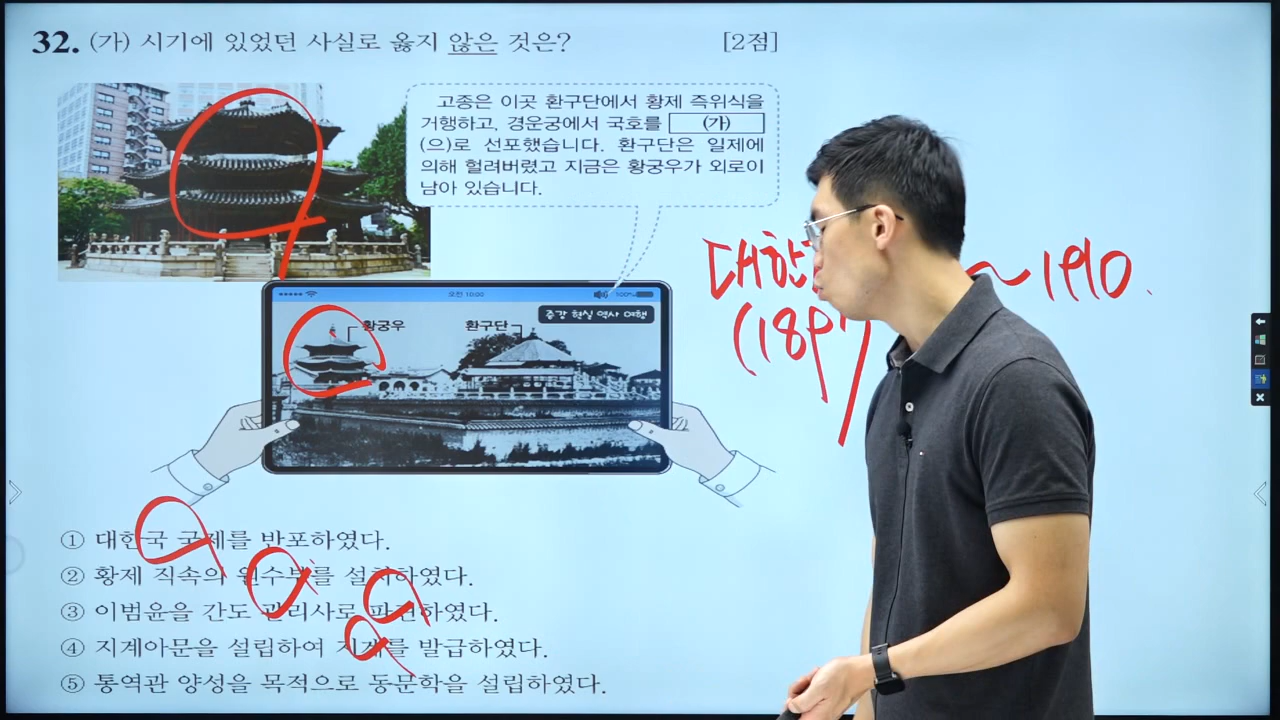 32. (가) 시기에 있었던 사실로 옳지 않은 것은? [2점]
고종은 이곳 환구단에서 황제 즉위식을
거행하고, 경운궁에서 국호를 (가)
(으)로 선포했습니다. 환구단은 일제에
의해 헐려버렸고 지금은 황궁우가 외로이
남아 있습니다.
대한
~1910.
(1897
오전 10:00
100%
증강 현실 역사 여행
황궁우
환구단
① 대한국 국제를 반포하였다.
② 황제 직속의 원수부를 설치하였다.
③ 이범윤을 간도 관리사로 파견하였다.
④ 지계아문을 설립하여 지계를 발급하였다.
⑤ 통역관 양성을 목적으로 동문학을 설립하였다.